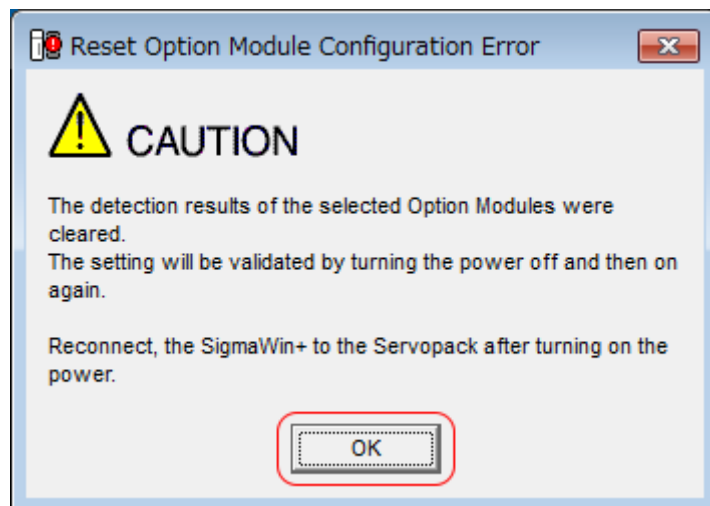 Reset Option Module Configuration Error
CAUTION
The detection results of the selected Option Modules were
cleared.
The setting will be validated by turning the power off and then on
again.
Reconnect, the SigmaWin+ to the Servopack after turning on the
power.
OK